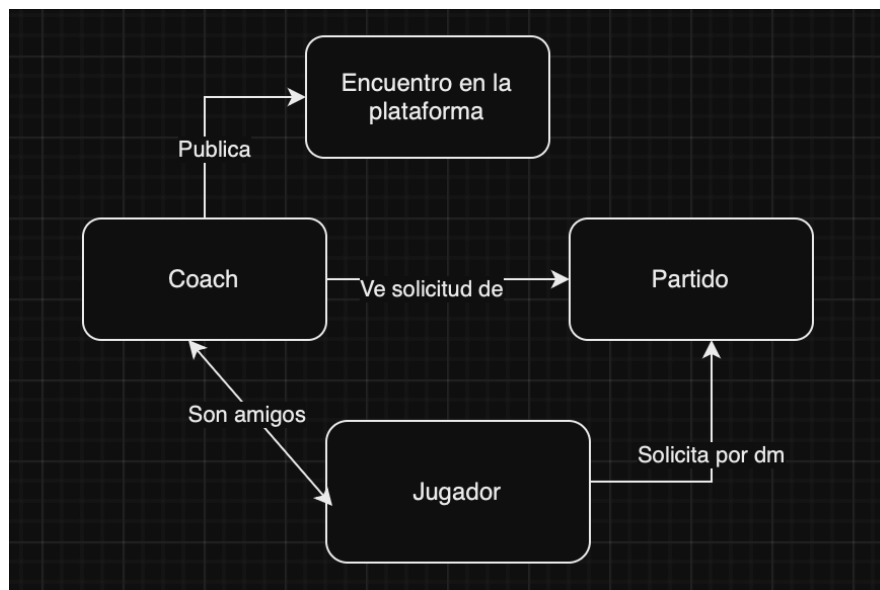 Encuentro en la
plataforma
Publica
Coach
Ve solicitud de
Partido
Son amigos
Solicita por dm
Jugador